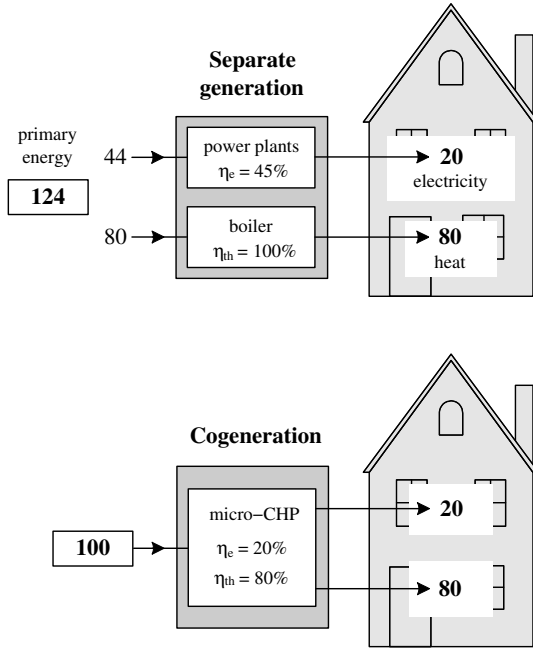 Separate
generation
primary
energy
124
44
power plants
ηe = 45%
20
electricity
80
boiler
ηth = 100%
80
heat
Cogeneration
100
micro−CHP
ηe = 20%
ηth = 80%
20
80